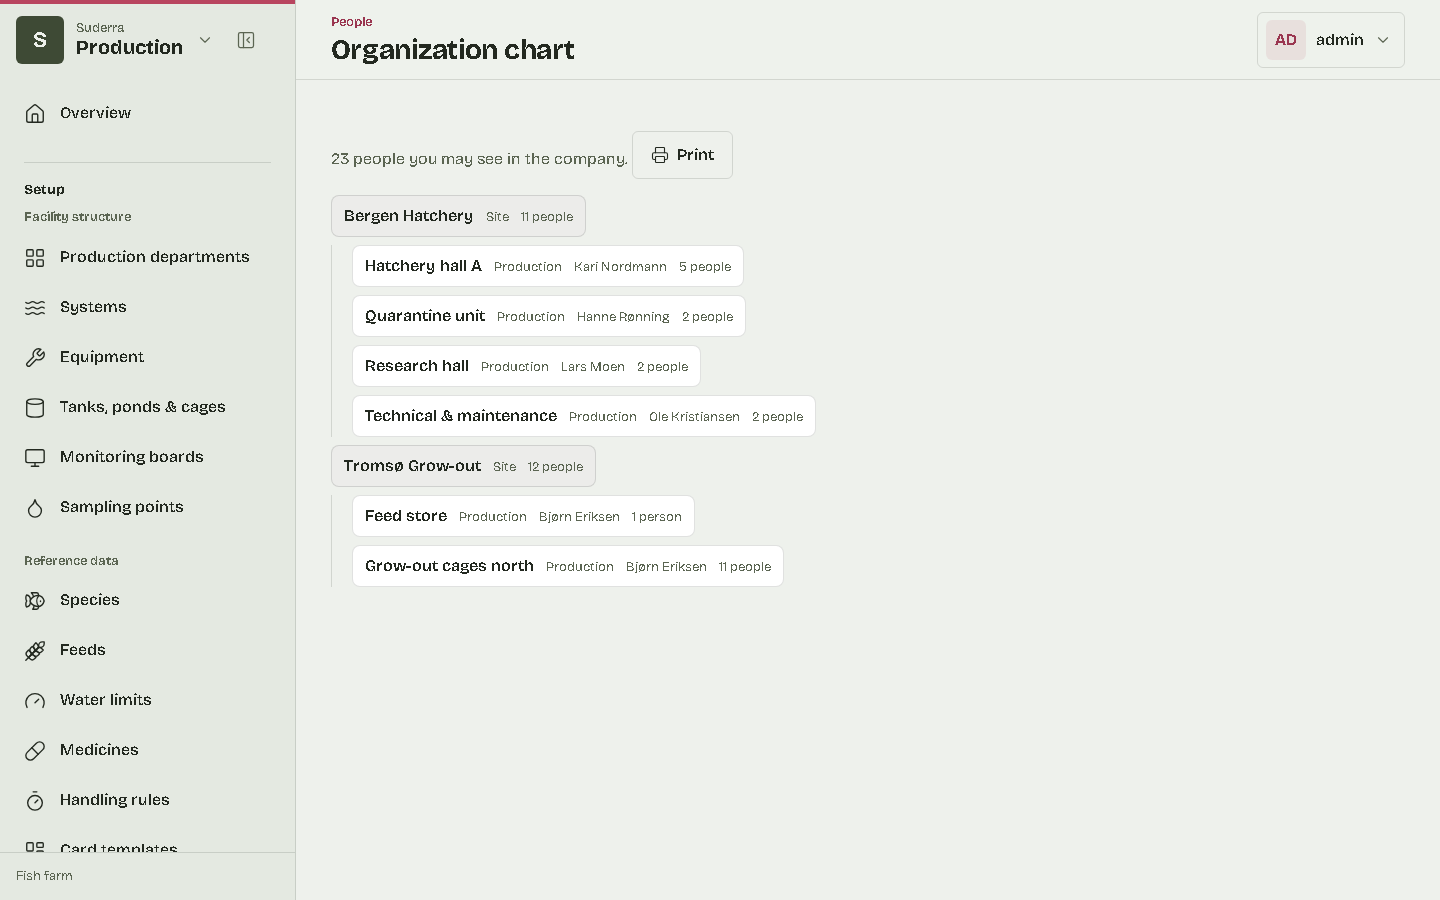 S
Suderra
Production
Overview
Setup
Facility structure
Production departments
Systems
Equipment
Tanks, ponds & cages
Monitoring boards
Sampling points
Reference data
Species
Feeds
Water limits
Medicines
Handling rules
Card templates
Fish farm
People
Organization chart
AD admin
23 people you may see in the company. Print
Bergen Hatchery Site 11 people
Hatchery hall A Production Kari Nordmann 5 people
Quarantine unit Production Hanne Rønning 2 people
Research hall Production Lars Moen 2 people
Technical & maintenance Production Ole Kristiansen 2 people
Tromsø Grow-out Site 12 people
Feed store Production Bjørn Eriksen 1 person
Grow-out cages north Production Bjørn Eriksen 11 people